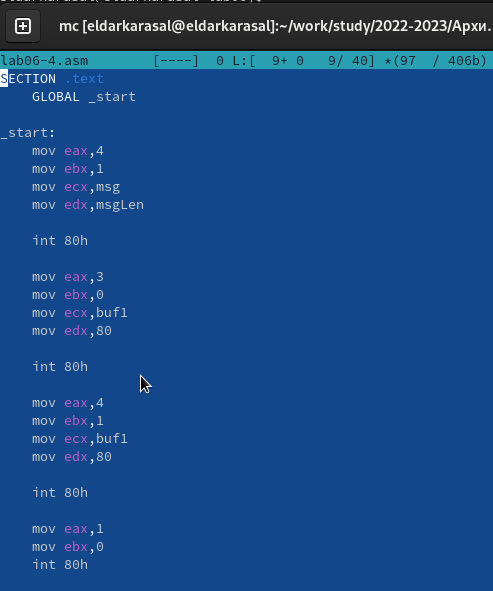 mc [eldarkarasal@eldarkarasal]:~/work/study/2022-2023/Архи.
lab06-4.asm        [----]  0 L:[  9+ 0   9/ 40] *(97  / 406b)
SECTION .text
    GLOBAL _start

_start:
    mov eax,4
    mov ebx,1
    mov ecx,msg
    mov edx,msgLen

    int 80h

    mov eax,3
    mov ebx,0
    mov ecx,buf1
    mov edx,80

    int 80h

    mov eax,4
    mov ebx,1
    mov ecx,buf1
    mov edx,80

    int 80h

    mov eax,1
    mov ebx,0
    int 80h